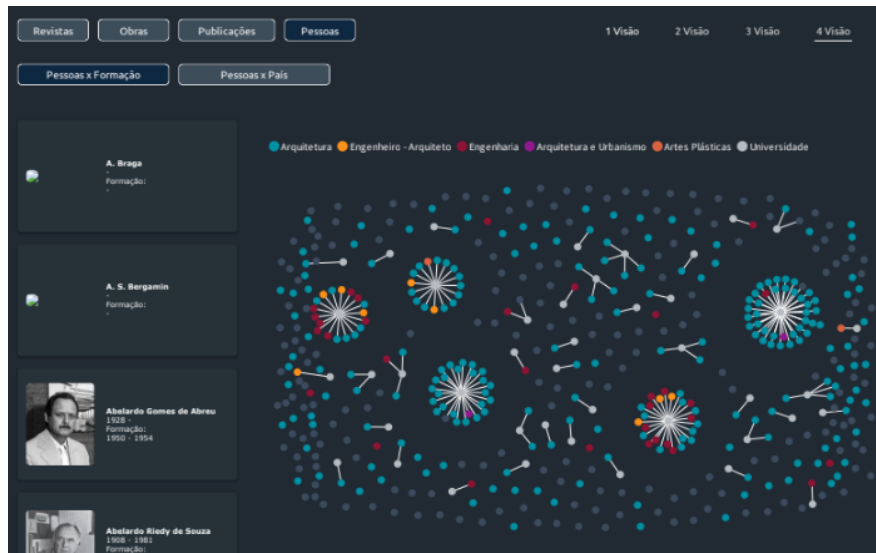 Revistas Obras Publicações Pessoas 1 Visão 2 Visão 3 Visão 4 Visão
Pessoas x Formação Pessoas x País
Arquitetura Engenheiro - Arquiteto Engenharia Arquitetura e Urbanismo Artes Plásticas Universidade
A. Braga
-
Formação:
-
A. S. Bergamin
-
Formação:
-
Abelardo Gomes de Abreu
1928 -
Formação:
1950 - 1954
Abelardo Riedy de Souza
1908 - 1981
Formação: